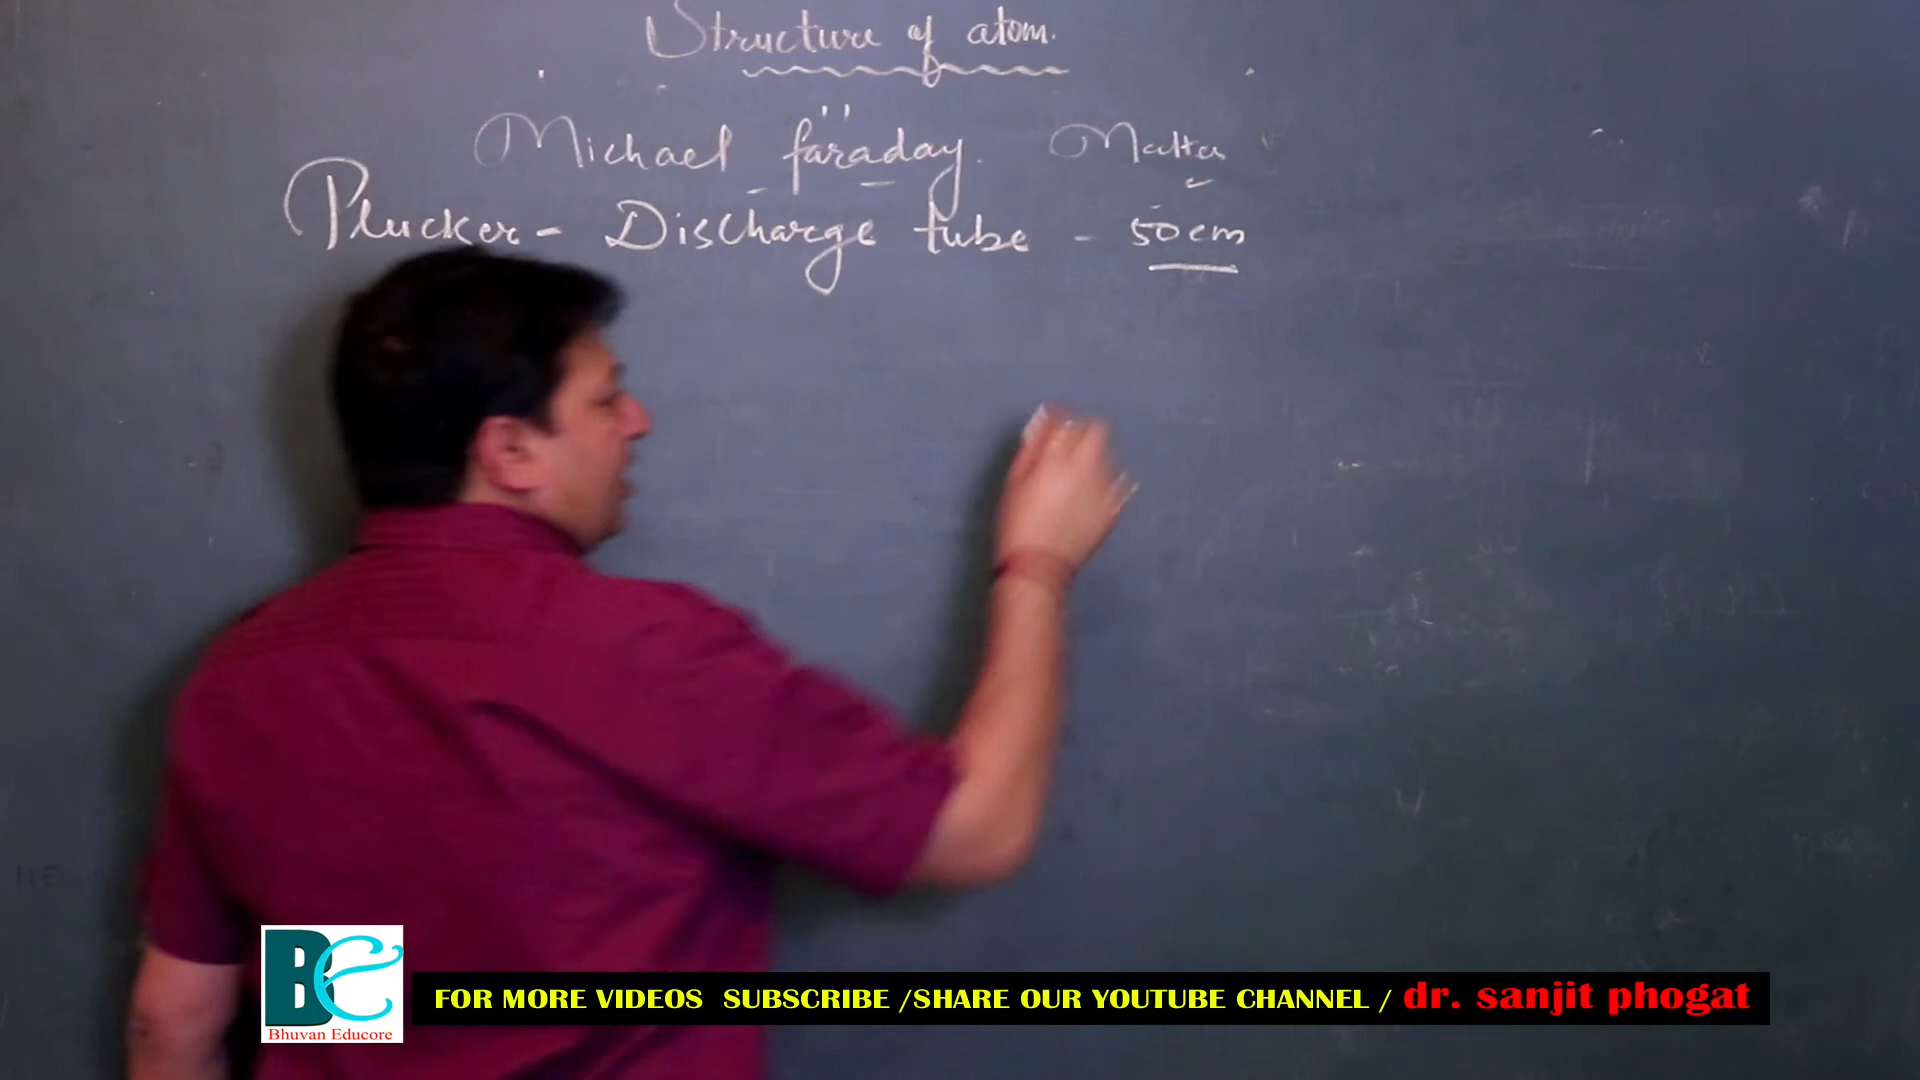 Structure of atom.
Michael faraday. Matter
Plucker - Discharge tube - 50cm
BE
Bhuvan Educore
FOR MORE VIDEOS SUBSCRIBE /SHARE OUR YOUTUBE CHANNEL / dr. sanjit phogat